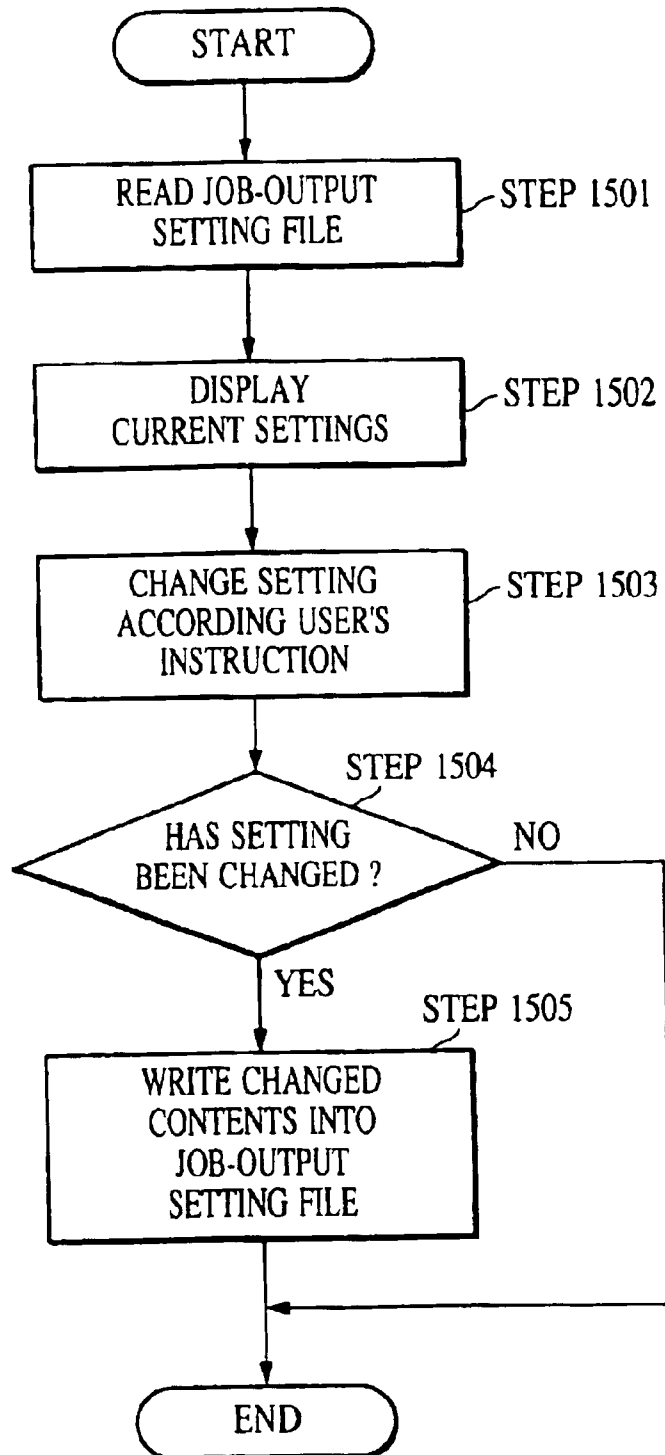 START
READ JOB-OUTPUT
SETTING FILE
STEP 1501
DISPLAY
CURRENT SETTINGS
STEP 1502
CHANGE SETTING
ACCORDING USER'S
INSTRUCTION
STEP 1503
STEP 1504
HAS SETTING
BEEN CHANGED ?
NO
YES
STEP 1505
WRITE CHANGED
CONTENTS INTO
JOB-OUTPUT
SETTING FILE
END